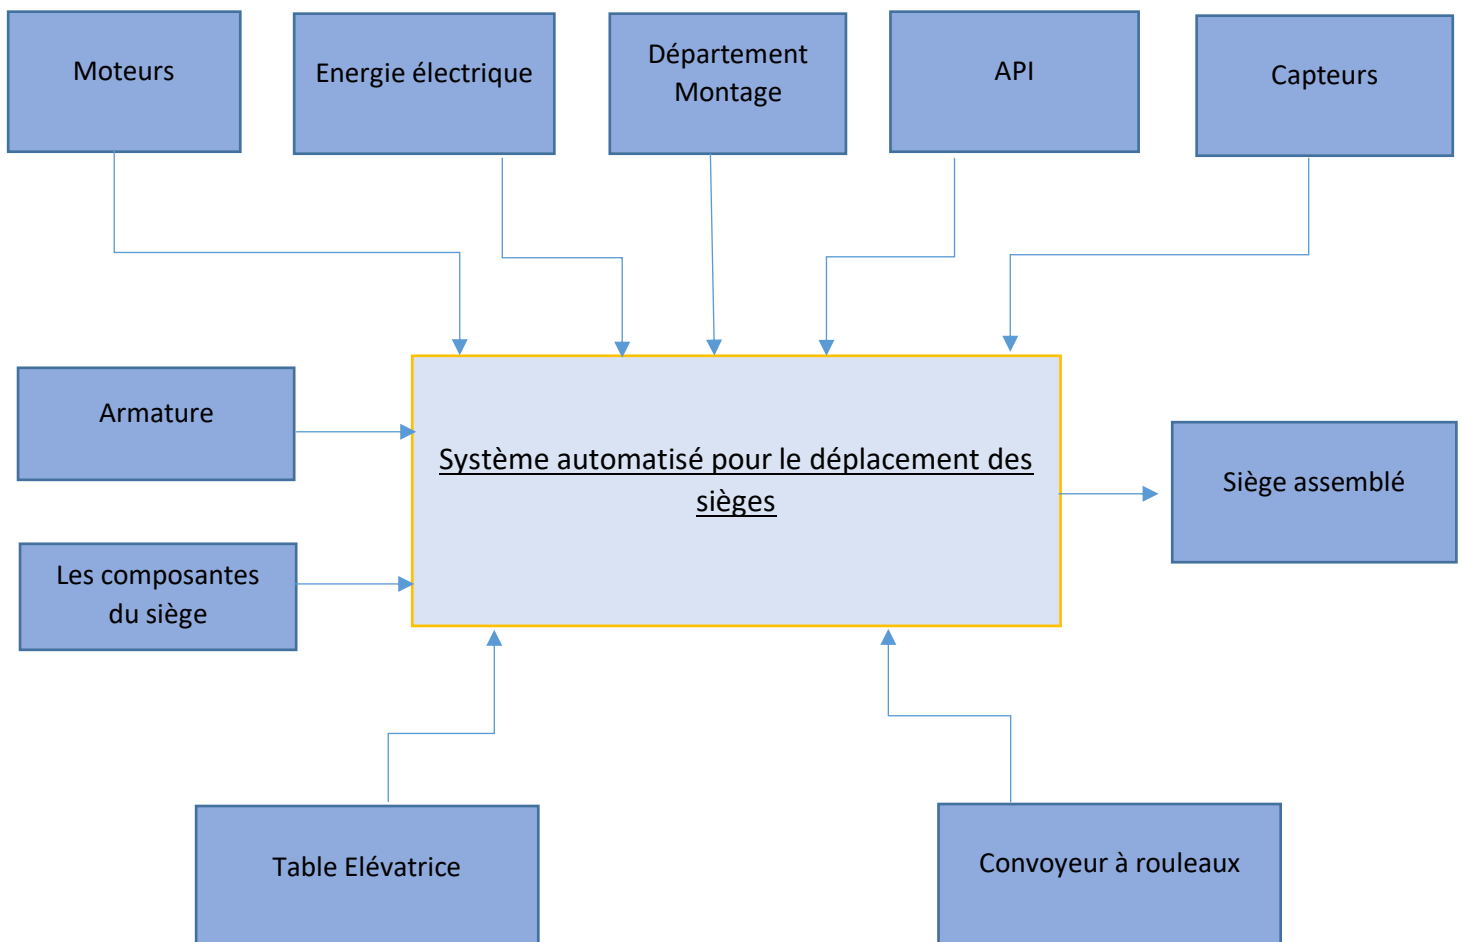 Moteurs
Energie électrique
Département
Montage
API
Capteurs
Armature
Système automatisé pour le déplacement des
sièges
Siège assemblé
Les composantes
du siège
Table Elévatrice
Convoyeur à rouleaux